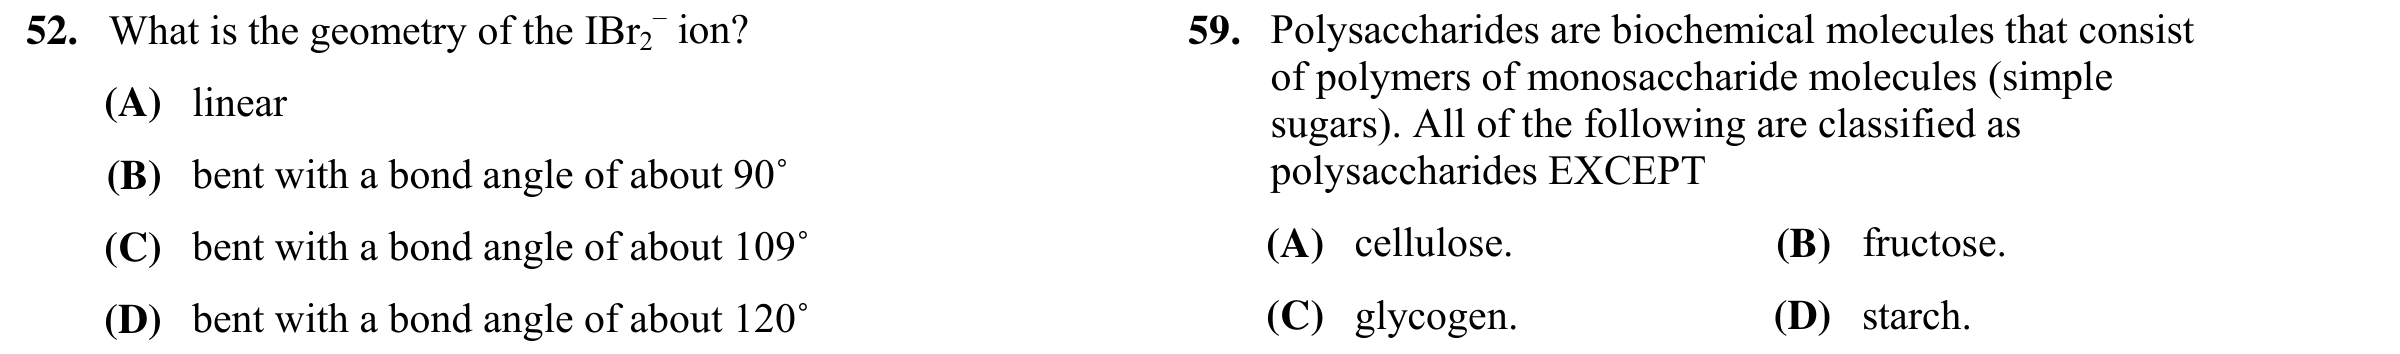 52. What is the geometry of the IBr₂⁻ ion?
(A) linear
(B) bent with a bond angle of about 90˚
(C) bent with a bond angle of about 109˚
(D) bent with a bond angle of about 120˚
59. Polysaccharides are biochemical molecules that consist
of polymers of monosaccharide molecules (simple
sugars). All of the following are classified as
polysaccharides EXCEPT
(A) cellulose. (B) fructose.
(C) glycogen. (D) starch.